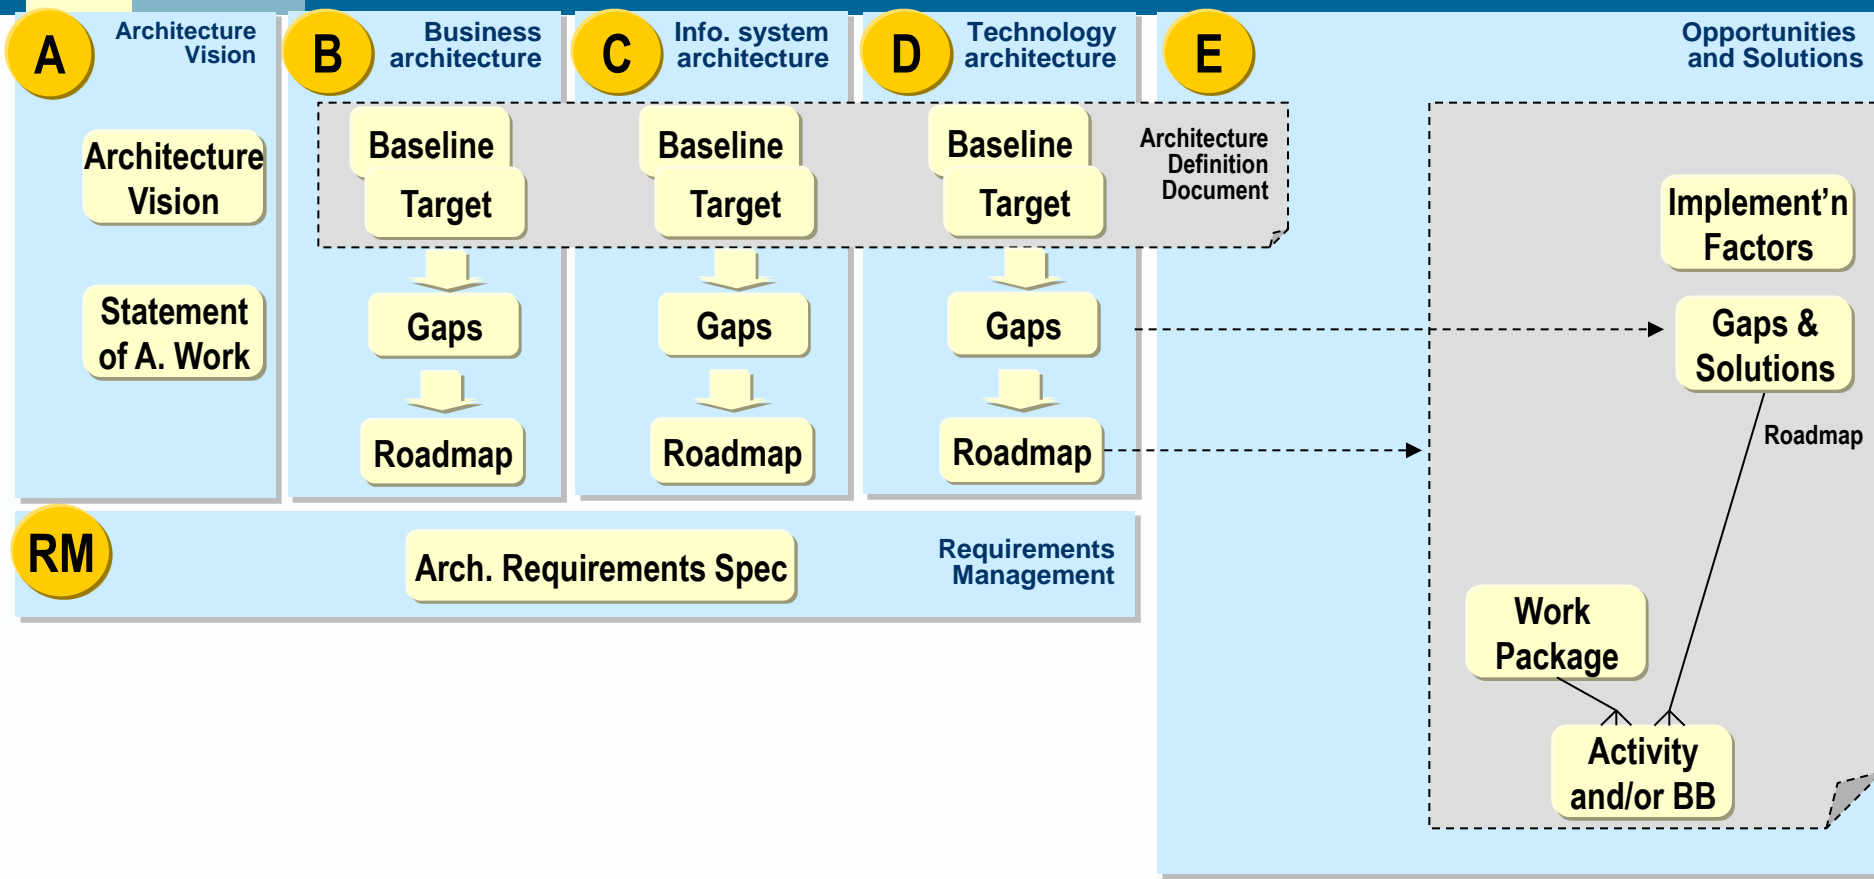 A
Architecture
Vision
Architecture
Vision
Statement
of A. Work
B
Business
architecture
Baseline
Target
Gaps
Roadmap
C
Info. system
architecture
Baseline
Target
Gaps
Roadmap
D
Technology
architecture
Baseline
Target
Gaps
Roadmap
Architecture
Definition
Document
E
Opportunities
and Solutions
Implement’n
Factors
Gaps &
Solutions
Roadmap
Work
Package
Activity
and/or BB
RM
Arch. Requirements Spec
Requirements
Management